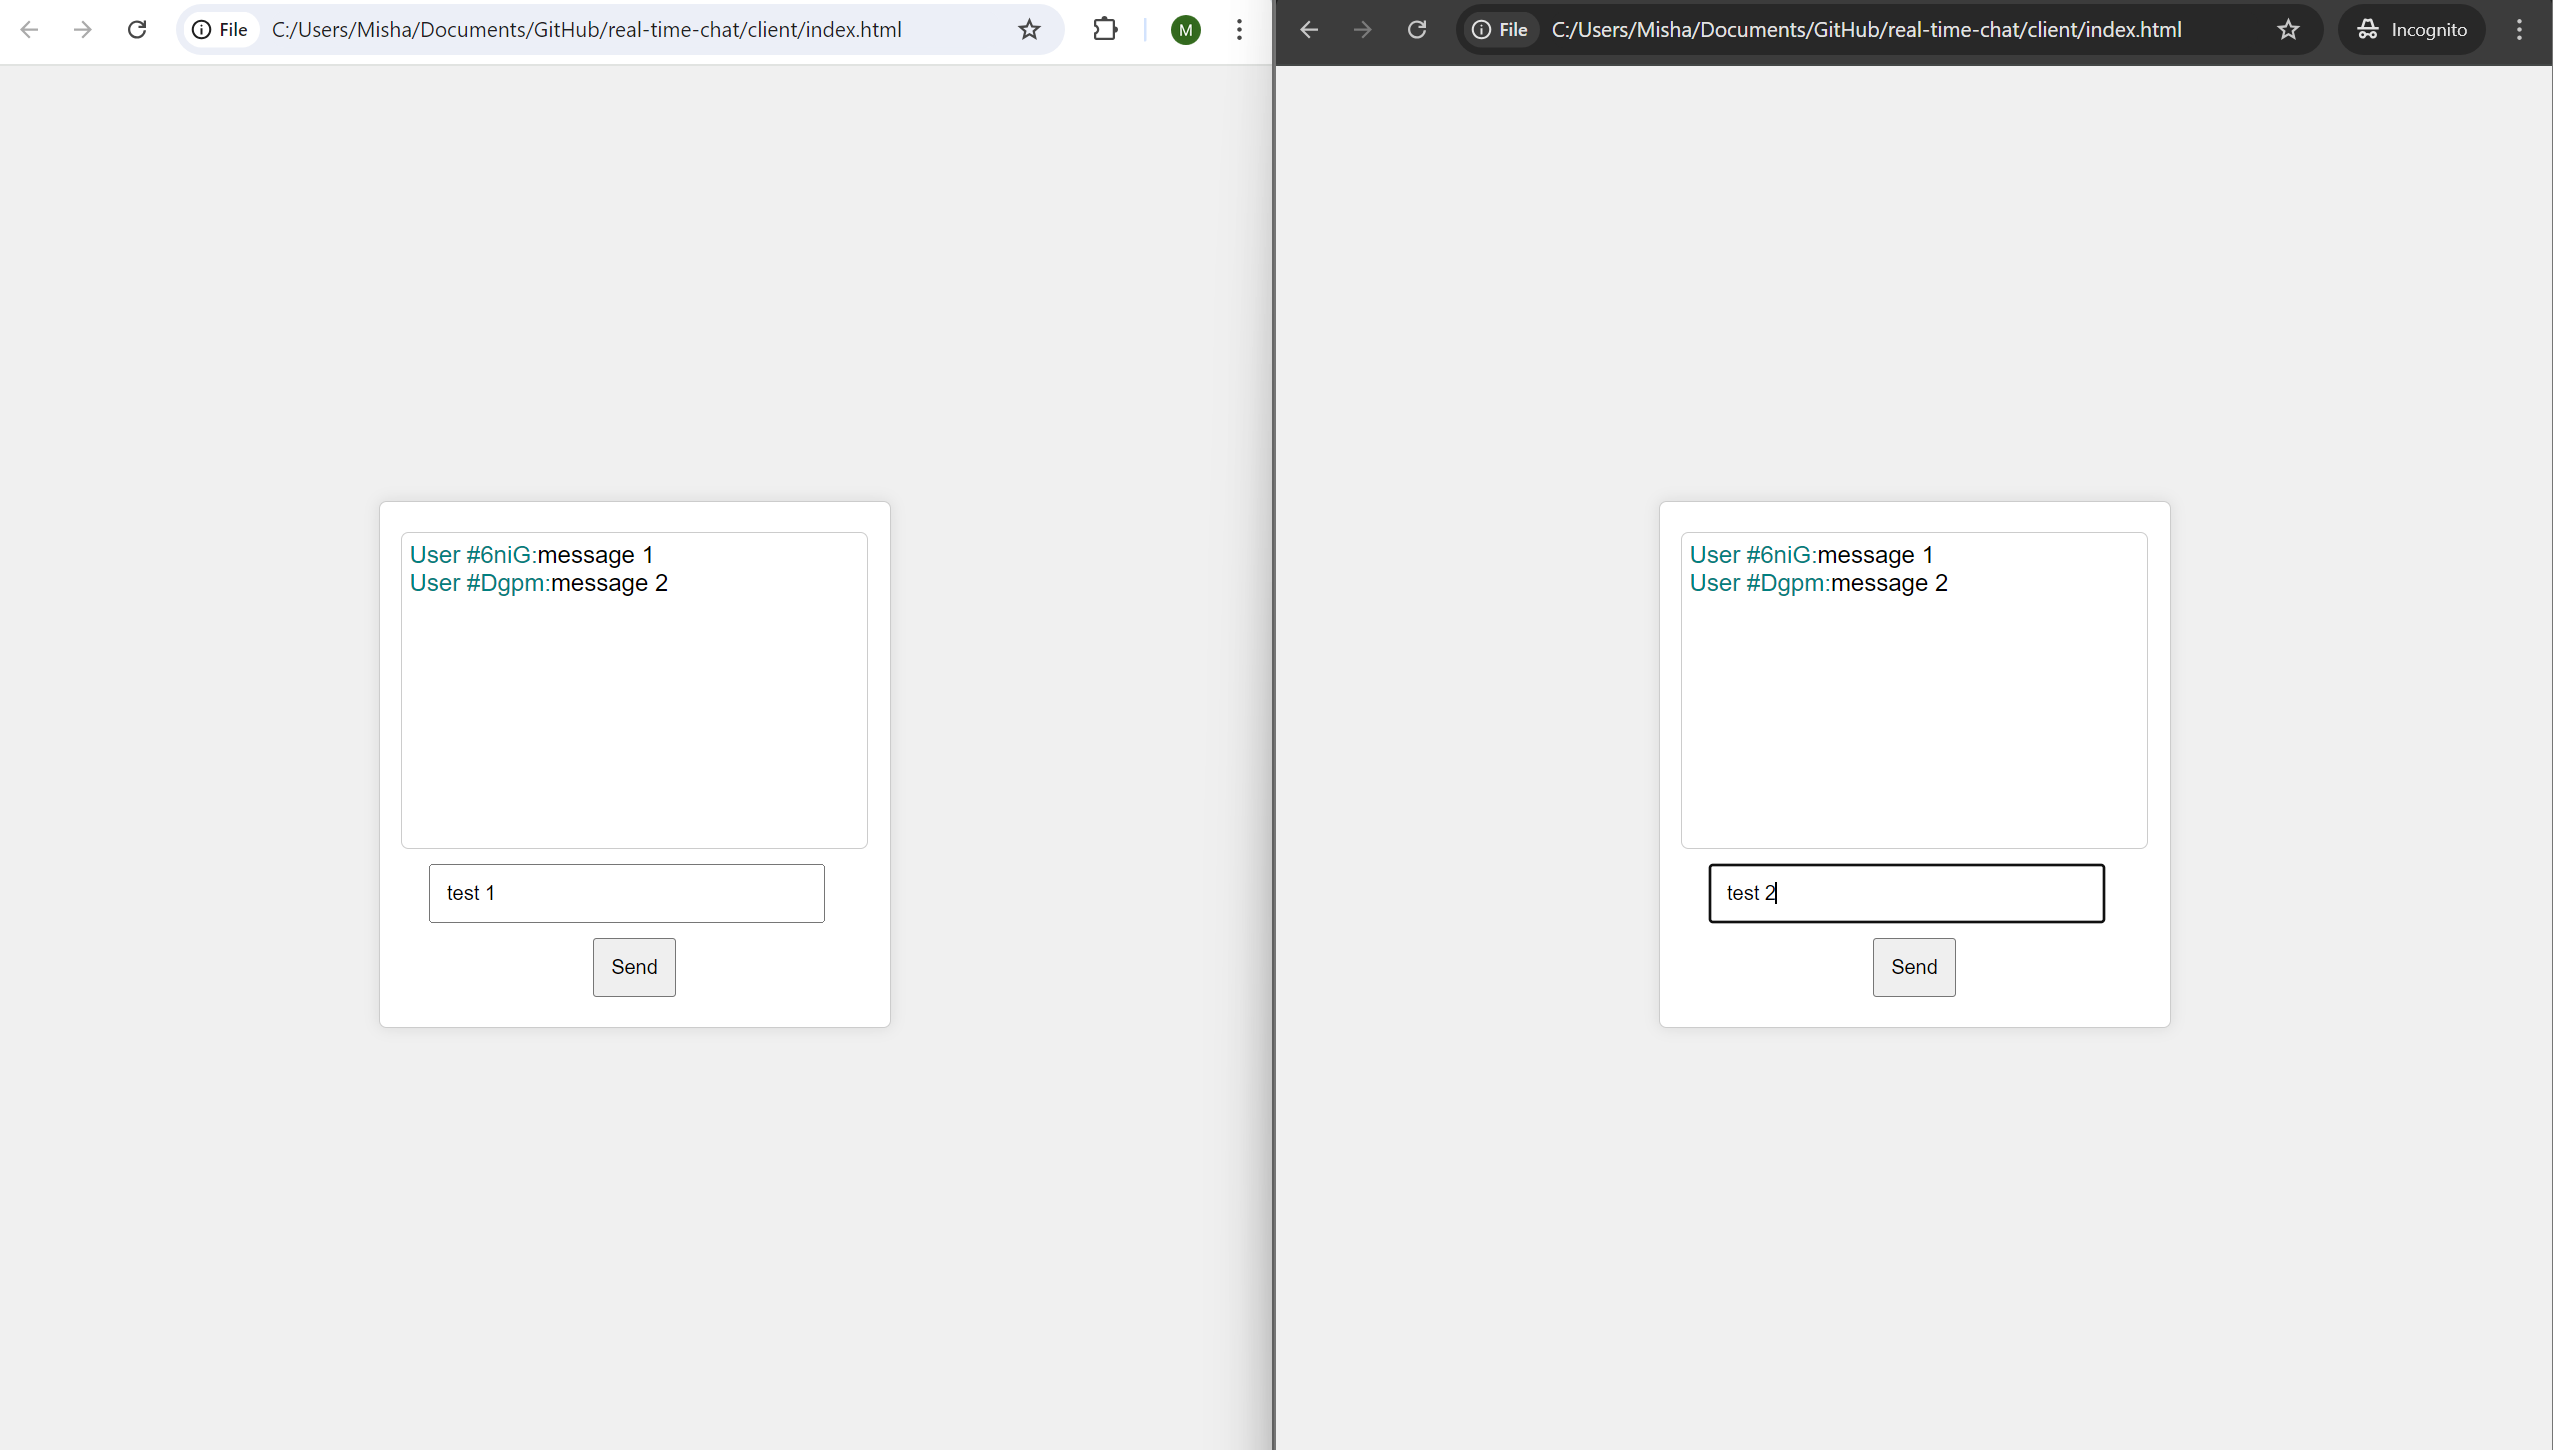 File C:/Users/Misha/Documents/GitHub/real-time-chat/client/index.html
M
User #6niG:message 1
User #Dgpm:message 2
test 1
Send
File C:/Users/Misha/Documents/GitHub/real-time-chat/client/index.html
Incognito
User #6niG:message 1
User #Dgpm:message 2
test 2
Send